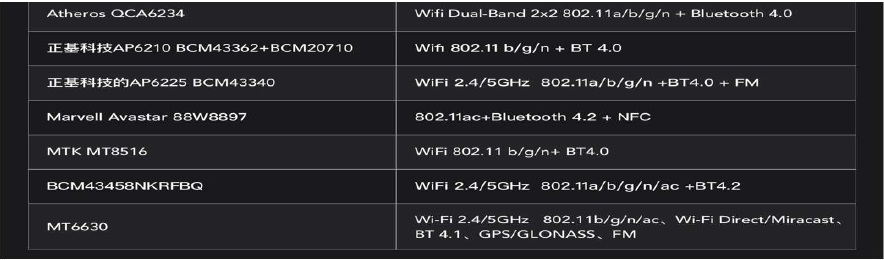 Atheros QCA6234
Wifi Dual-Band 2x2 802.11a/b/g/n + Bluetooth 4.0
正基科技AP6210 BCM43362+BCM20710
Wifi 802.11 b/g/n + BT 4.0
正基科技的AP6225 BCM43340
WiFi 2.4/5GHz 802.11a/b/g/n +BT4.0 + FM
Marvell Avastar 88W8897
802.11ac+Bluetooth 4.2 + NFC
MTK MT8516
WiFi 802.11 b/g/n+ BT4.0
BCM43458NKRFBQ
WiFi 2.4/5GHz 802.11a/b/g/n/ac +BT4.2
MT6630
Wi-Fi 2.4/5GHz 802.11b/g/n/ac、Wi-Fi Direct/Miracast、
BT 4.1、GPS/GLONASS、FM